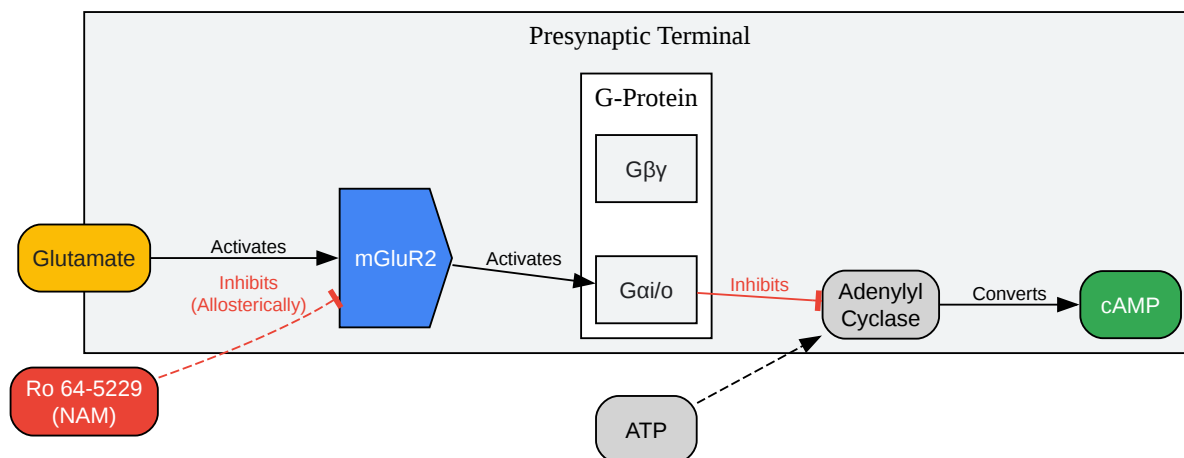 Presynaptic Terminal
G-Protein
Gβγ
Glutamate
Activates
mGluR2
Activates
Gαi/o
Inhibits
Adenylyl
Cyclase
Converts
cAMP
Inhibits
(Allosterically)
Ro 64-5229
(NAM)
ATP